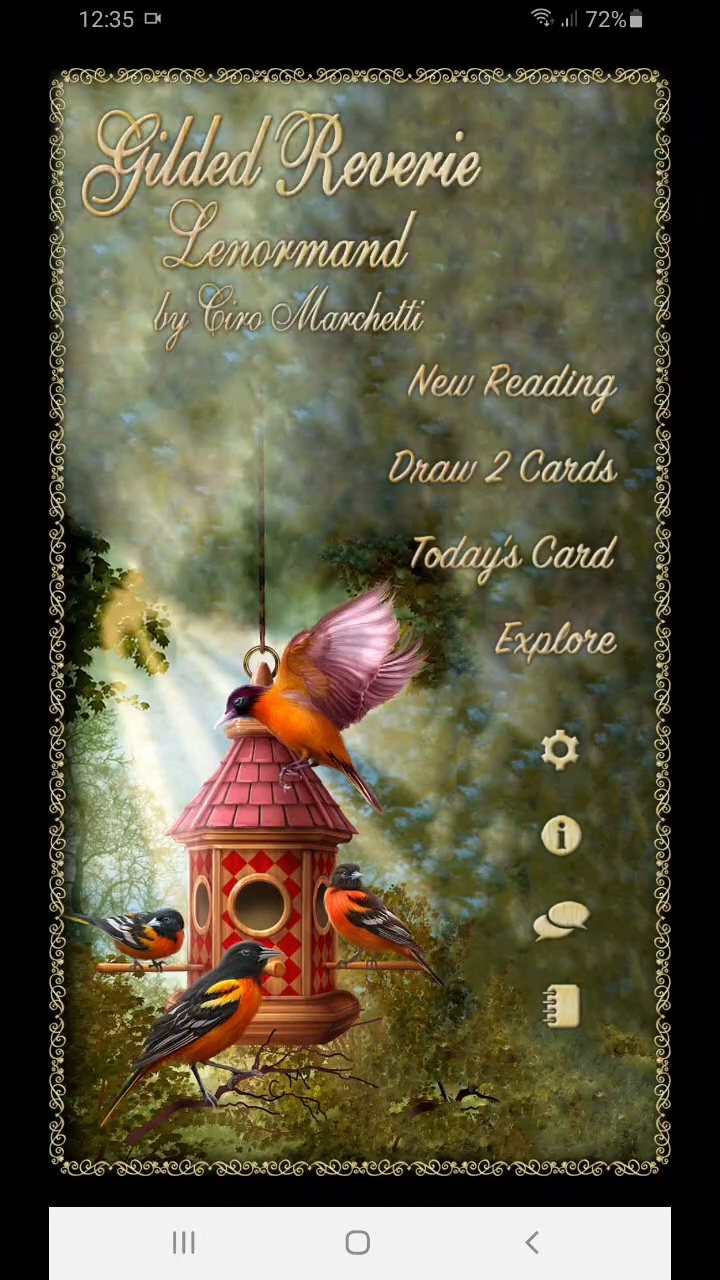 12:35 72%
Gilded Reverie
Lenormand
by Ciro Marchetti
New Reading
Draw 2 Cards
Today's Card
Explore
i